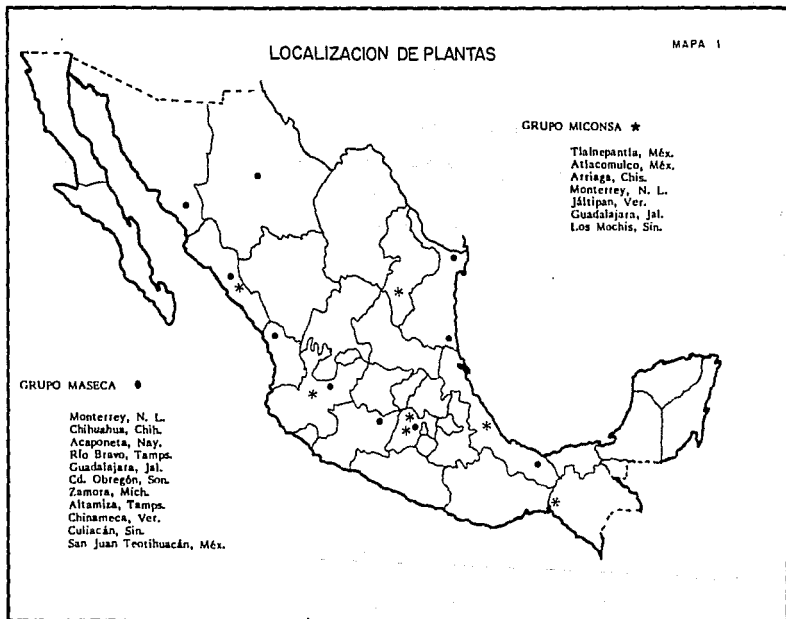 LOCALIZACION DE PLANTAS
MAPA 1
GRUPO MICONSA ★
Tlalnepantla, Méx.
Atlacomulco, Méx.
Arriaga, Chis.
Monterrey, N. L.
Jáltipan, Ver.
Guadalajara, Jal.
Los Mochis, Sin.
GRUPO MASECA ●
Monterrey, N. L.
Chihuahua, Chih.
Acaponeta, Nay.
Río Bravo, Tamps.
Guadalajara, Jal.
Cd. Obregón, Son.
Zamora, Mich.
Altamira, Tamps.
Chinameca, Ver.
Culiacán, Sin.
San Juan Teotihuacán, Méx.